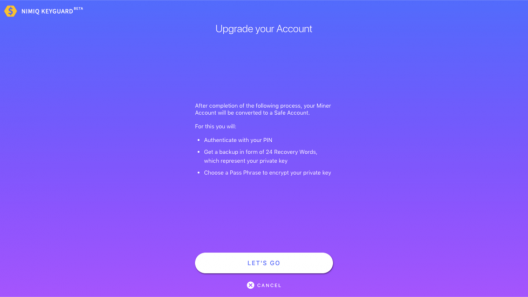 NIMIQ KEYGUARD BETA
Upgrade your Account
After completion of the following process, your Miner
Account will be converted to a Safe Account.
For this you will:
• Authenticate with your PIN
• Get a backup in form of 24 Recovery Words,
which represent your private key
• Choose a Pass Phrase to encrypt your private key
LET'S GO
CANCEL